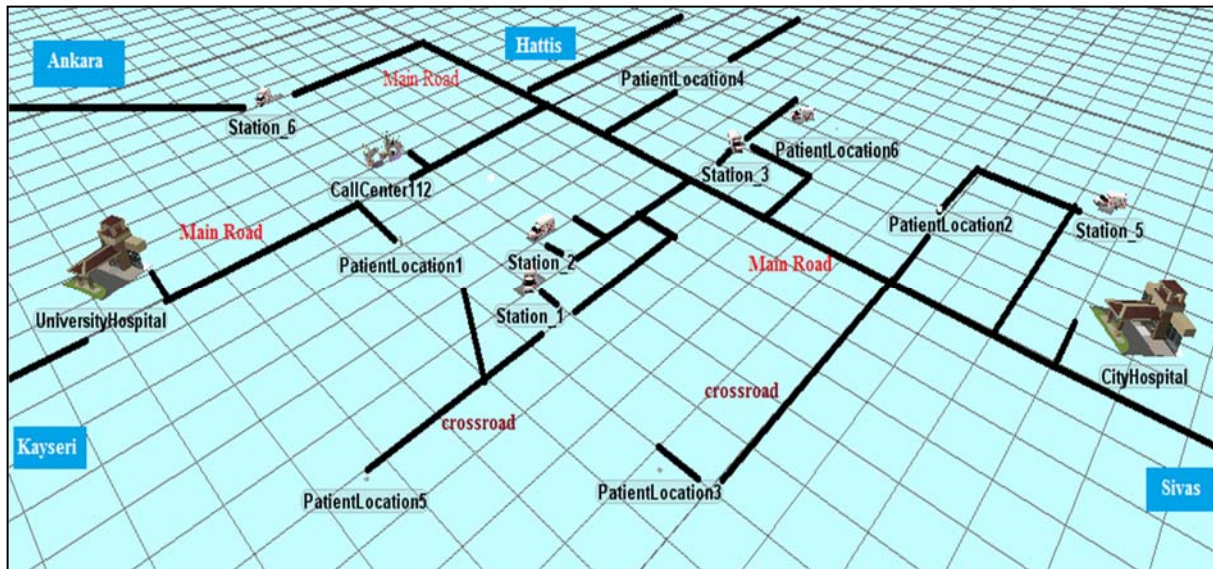 Ankara
Hattis
Main Road
PatientLocation4
Station_6
PatientLocation6
Station_3
CallCenter112
PatientLocation2
Station_5
Main Road
PatientLocation1
Station_2
Main Road
Station_1
UniversityHospital
CityHospital
crossroad
crossroad
Kayseri
PatientLocation5
PatientLocation3
Sivas